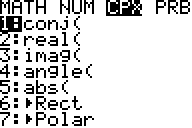 MATH NUM CPX PRB
1:conj(
2:real(
3:imag(
4:angle(
5:abs(
6:▶Rect
7:▶Polar